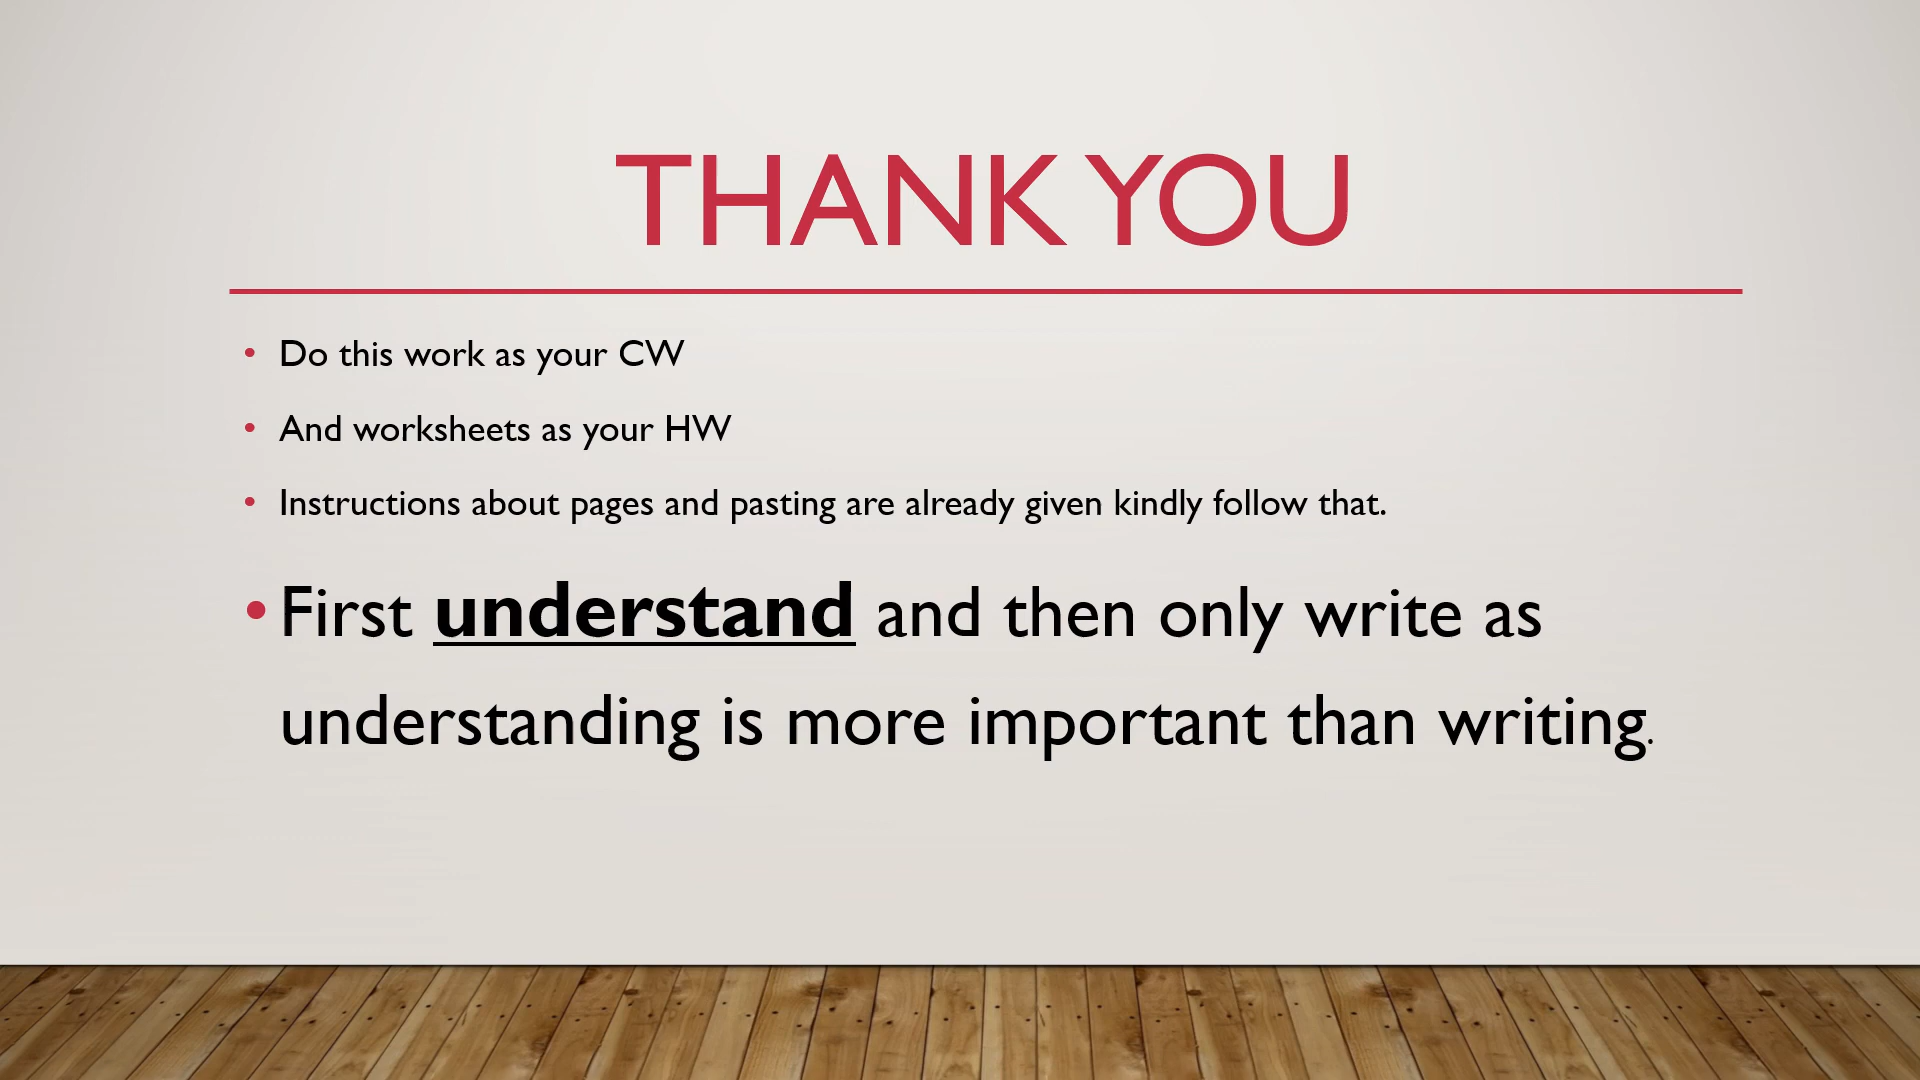 THANK YOU
• Do this work as your CW
• And worksheets as your HW
• Instructions about pages and pasting are already given kindly follow that.
• First understand and then only write as
understanding is more important than writing.